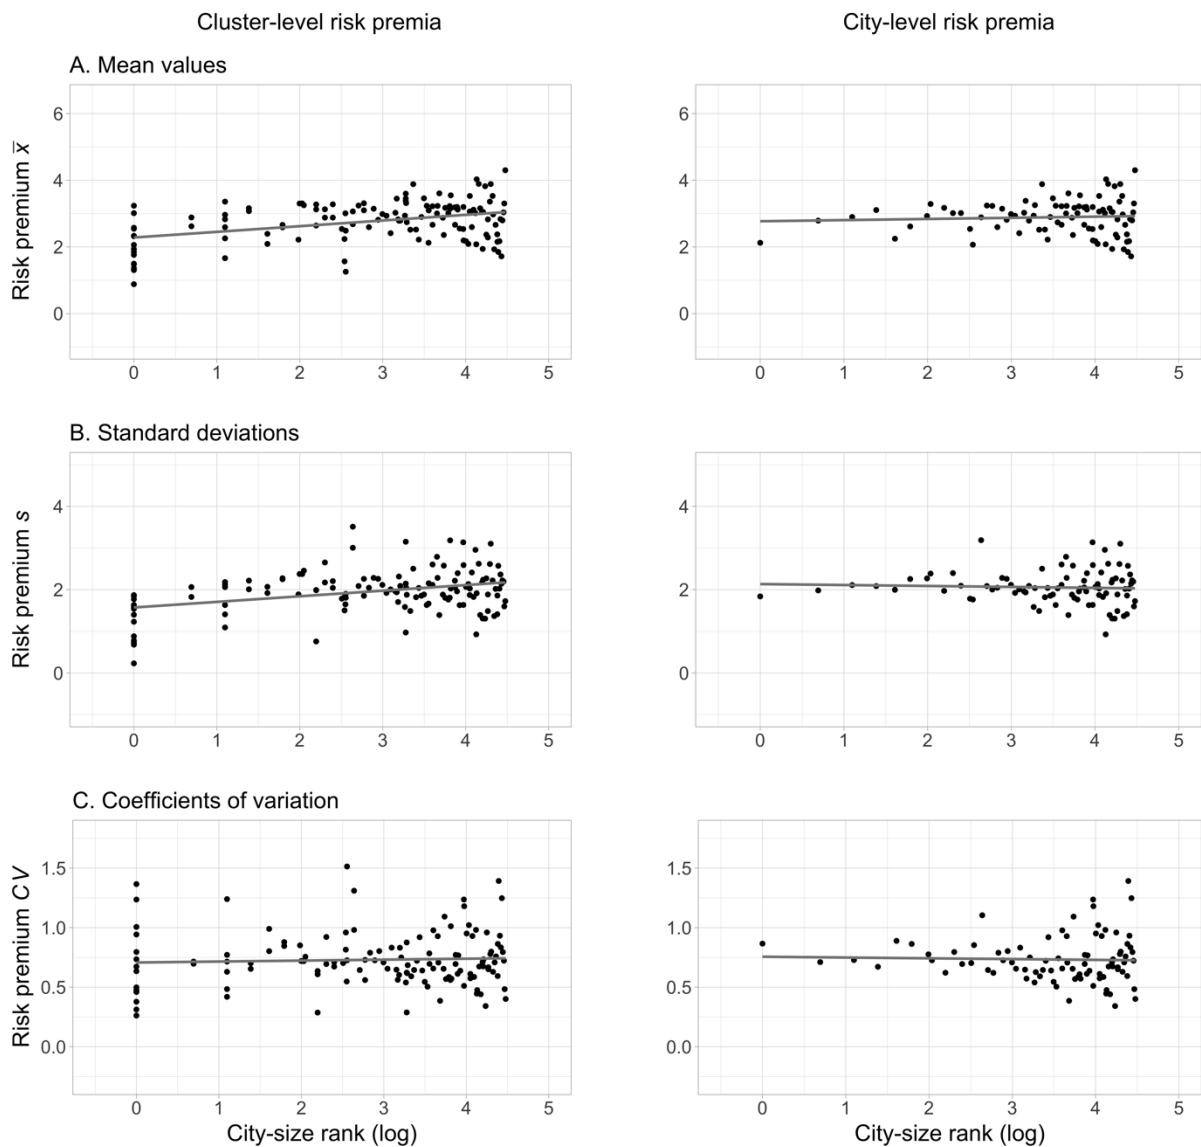 Cluster-level risk premia City-level risk premia
A. Mean values
Risk premium x̅
6 4 2 0
0 1 2 3 4 5
6 4 2 0
0 1 2 3 4 5
B. Standard deviations
Risk premium s
4 2 0
0 1 2 3 4 5
4 2 0
0 1 2 3 4 5
C. Coefficients of variation
Risk premium CV
1.5 1.0 0.5 0.0
0 1 2 3 4 5
City-size rank (log)
1.5 1.0 0.5 0.0
0 1 2 3 4 5
City-size rank (log)